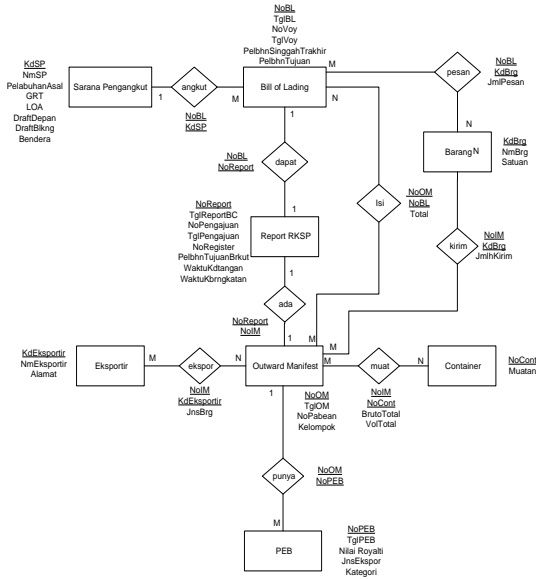 NoBL
TglBL
NoVoy
TglVoy
PelbhnSinggahTrakhir
PelbhnTujuan
KdSP
NmSP
PelabuhanAsal
GRT
LOA
DraftDepan
DraftBlkng
Bendera
Sarana Pengangkut
1
angkut
M
NoBL
KdSP
Bill of Lading
M
N
1
pesan
NoBL
KdBrg
JmlPesan
N
BarangN
KdBrg
NmBrg
Satuan
NoBL
NoReport
dapat
Isi
NoOM
NoBL
Total
NoReport
TglReportBC
NoPengajuan
TglPengajuan
NoRegister
PelbhnTujuanBrkut
WaktuKdtangan
WaktuKbrngkatan
1
Report RKSP
1
kirim
NoIM
KdBrg
JmlhKirim
ada
NoReport
NoIM
1
M
M
KdEksportir
NmEksportir
Alamat
Eksportir
M
ekspor
N
NoIM
KdEksportir
JnsBrg
Outward Manifest
M
muat
N
Container
NoCont
Muatan
NoIM
NoCont
BrutoTotal
VolTotal
1
NoOM
TglOM
NoPabean
Kelompok
punya
NoOM
NoPEB
M
PEB
NoPEB
TglPEB
Nilai Royalti
JnsEkspor
Kategori